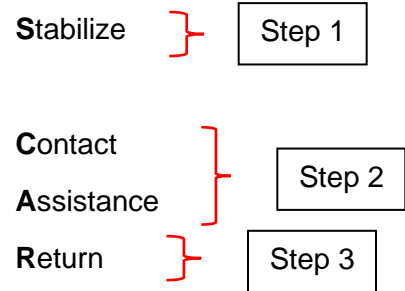 Stabilize
Step 1
Contact
Assistance
Step 2
Return
Step 3